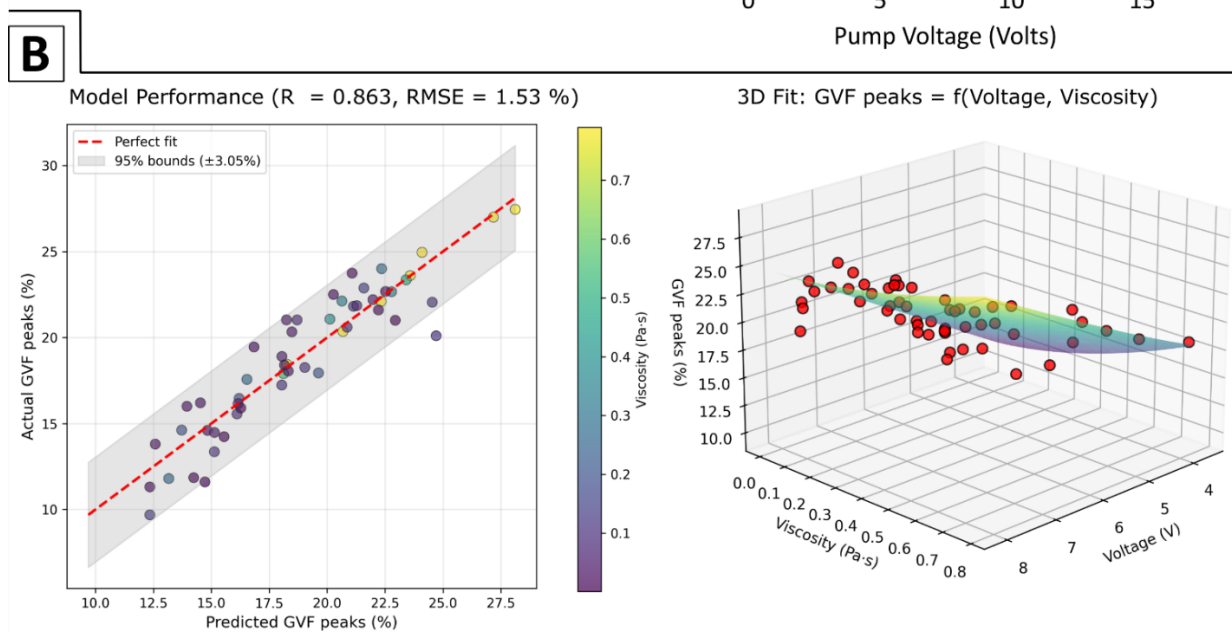 0 5 10 15
Pump Voltage (Volts)
B
Model Performance (R = 0.863, RMSE = 1.53 %)
Perfect fit
95% bounds (±3.05%)
30
25
20
15
10
Actual GVF peaks (%)
10.0 12.5 15.0 17.5 20.0 22.5 25.0 27.5
Predicted GVF peaks (%)
0.7
0.6
0.5
0.4
0.3
0.2
0.1
Viscosity (Pa·s)
3D Fit: GVF peaks = f(Voltage, Viscosity)
27.5
25.0
22.5
20.0
17.5
15.0
12.5
10.0
GVF peaks (%)
0.0 0.1 0.2 0.3 0.4 0.5 0.6 0.7 0.8
Viscosity (Pa·s)
8 7 6 5 4
Voltage (V)